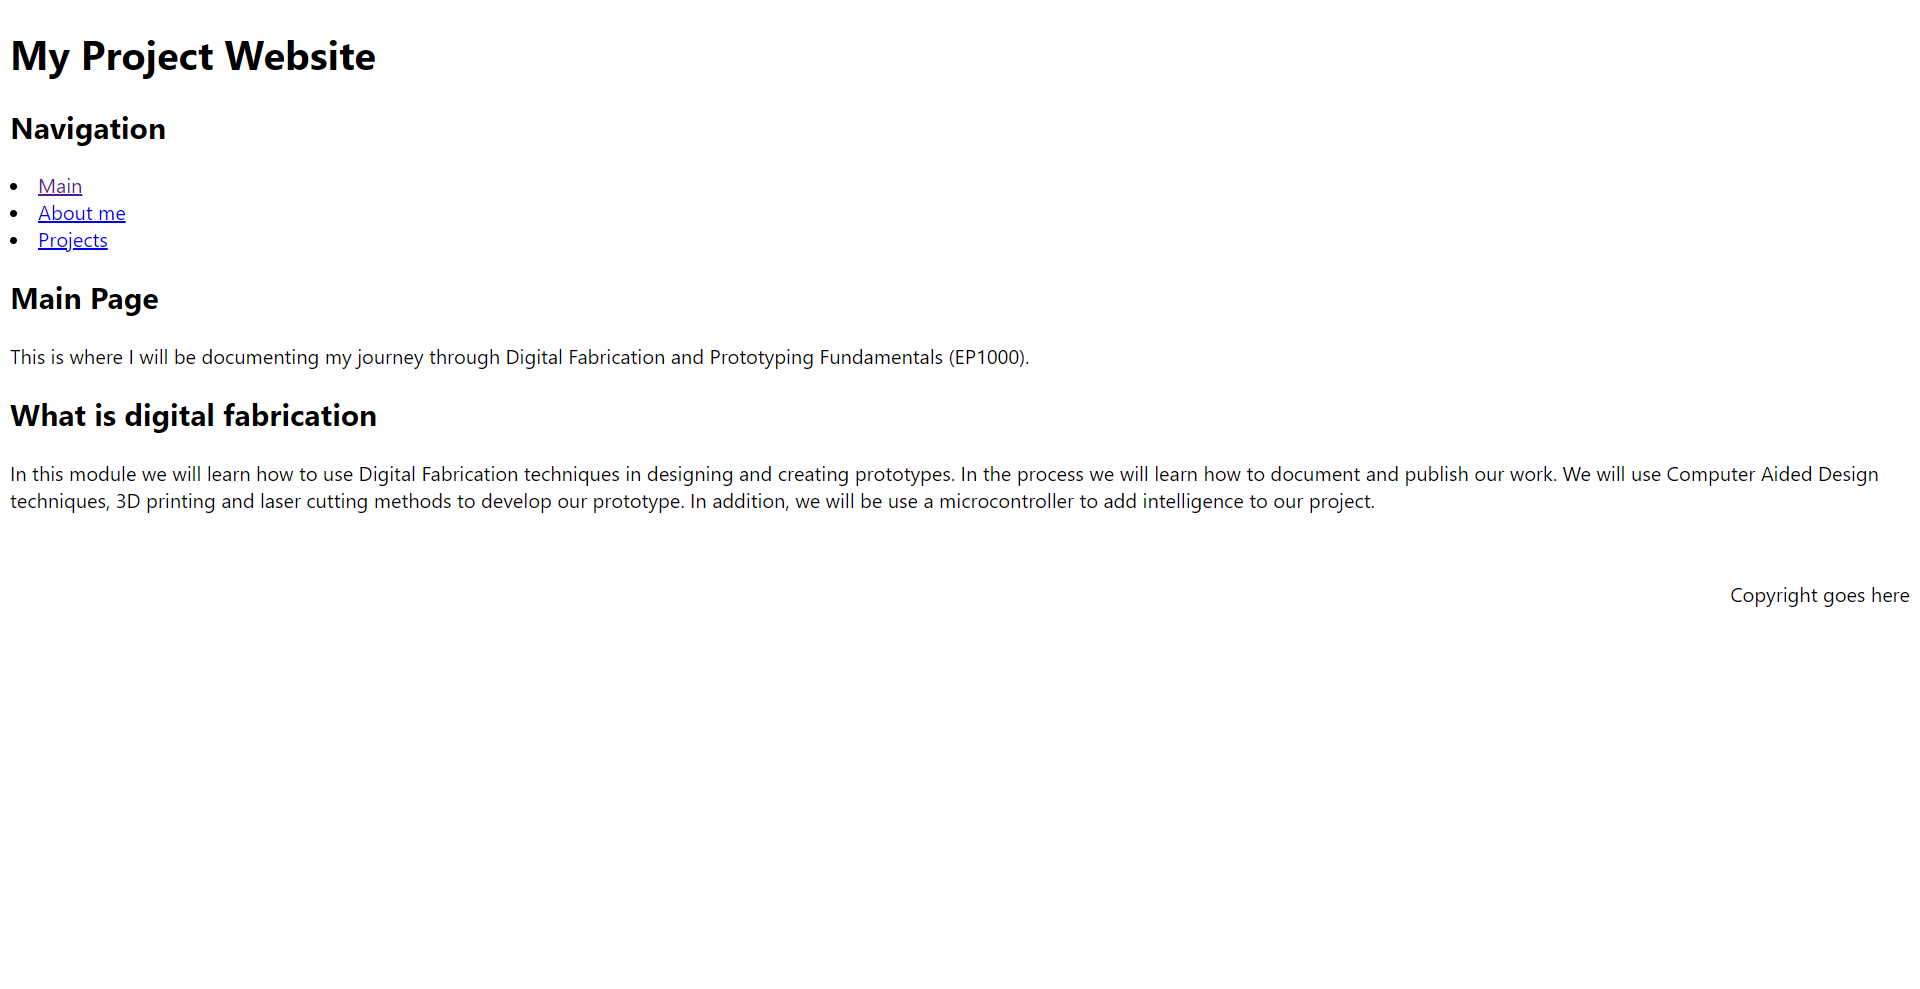 My Project Website
Navigation
Main
About me
Projects
Main Page
This is where I will be documenting my journey through Digital Fabrication and Prototyping Fundamentals (EP1000).
What is digital fabrication
In this module we will learn how to use Digital Fabrication techniques in designing and creating prototypes. In the process we will learn how to document and publish our work. We will use Computer Aided Design
techniques, 3D printing and laser cutting methods to develop our prototype. In addition, we will be use a microcontroller to add intelligence to our project.
Copyright goes here